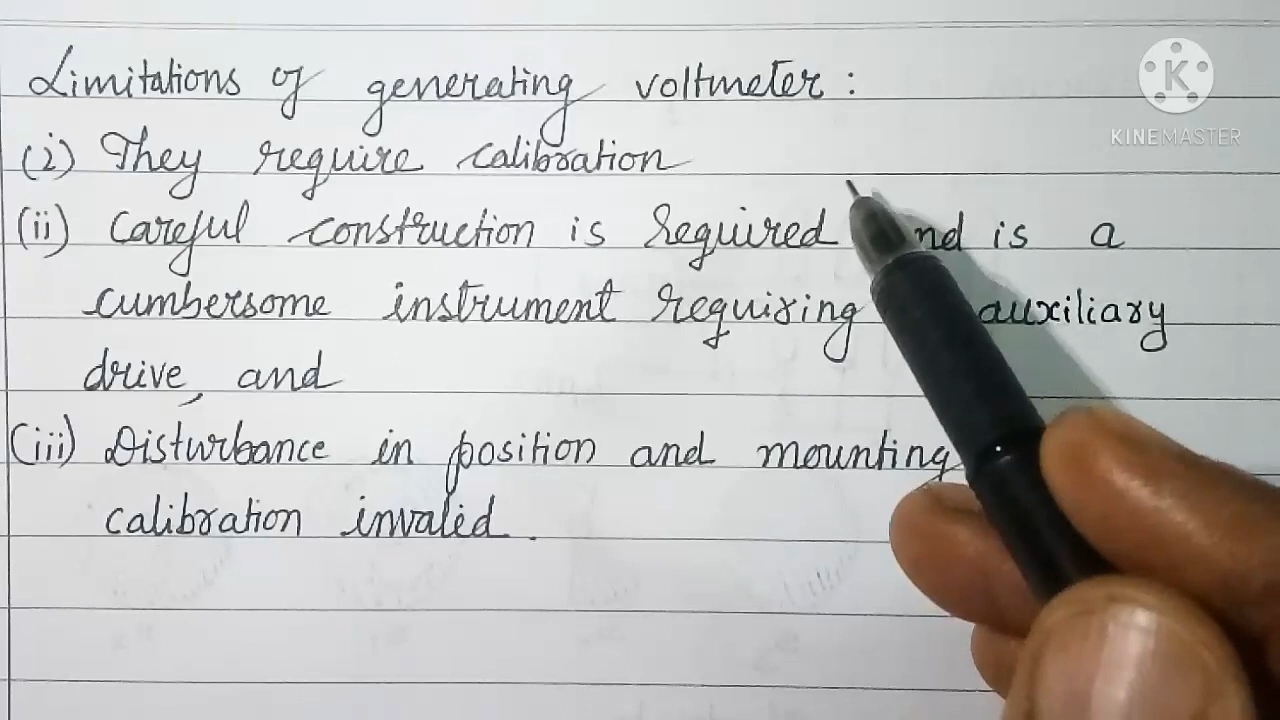 Limitations of generating voltmeter :
(i) They require calibration
(ii) Careful construction is required nd is a
cumbersome instrument requiring auxiliary
drive, and
(iii) Disturbance in position and mounting
calibration invalid.
K
KINEMASTER